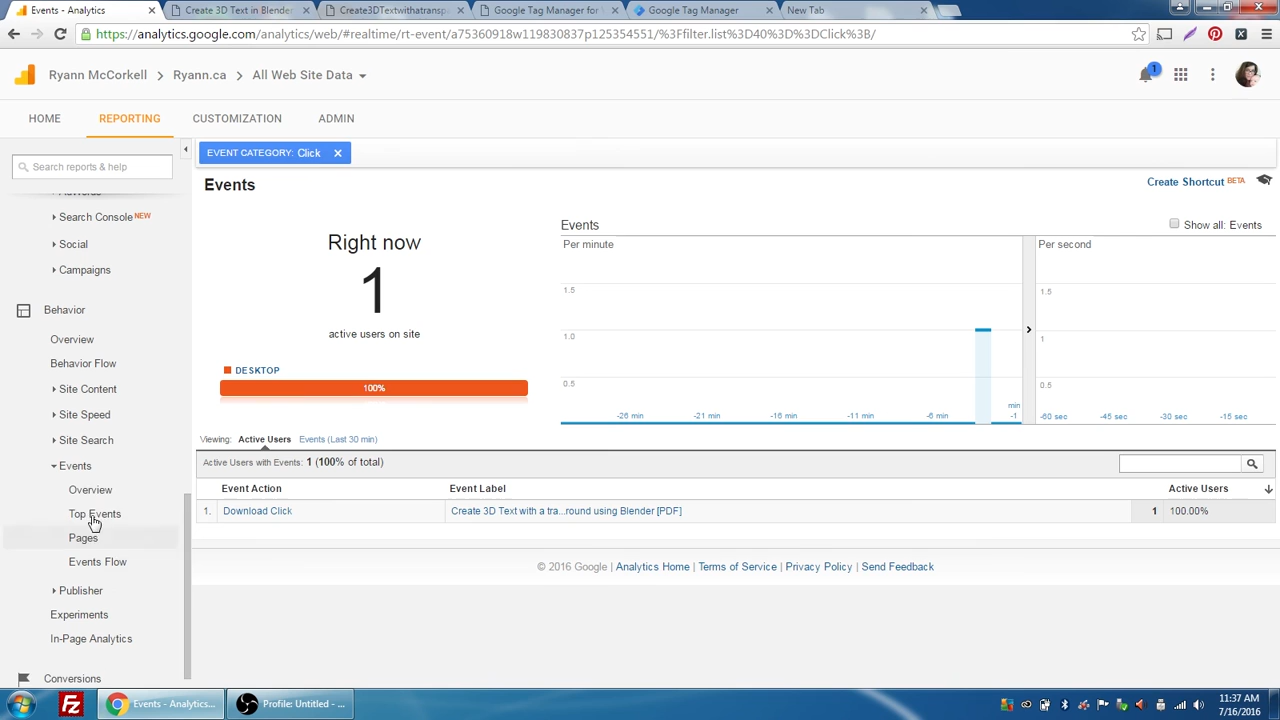 Events - Analytics
Create 3D Text in Blender
Create3DTextwithatransp
Google Tag Manager for
Google Tag Manager
New Tab
https://analytics.google.com/analytics/web/#realtime/rt-event/a75360918w119830837p125354551/%3Ffilter.list%3D40%3D%3DClick%3B/
Ryann McCorkell > Ryann.ca > All Web Site Data
1
HOME REPORTING CUSTOMIZATION ADMIN
Search reports & help
EVENT CATEGORY: Click
Events
Create Shortcut BETA
AdWords
Search Console NEW
Social
Campaigns
Behavior
Overview
Behavior Flow
Site Content
Site Speed
Site Search
Events
Overview
Top Events
Pages
Events Flow
Publisher
Experiments
In-Page Analytics
Conversions
Right now
1
active users on site
DESKTOP
100%
Events
Show all: Events
Per minute
Per second
1.5
1.0
0.5
-26 min -21 min -16 min -11 min -6 min min -1
1.5
1
0.5
-60 sec -45 sec -30 sec -15 sec
Viewing: Active Users Events (Last 30 min)
Active Users with Events: 1 (100% of total)
Event Action Event Label Active Users
1. Download Click Create 3D Text with a tra...round using Blender [PDF] 1 100.00%
© 2016 Google | Analytics Home | Terms of Service | Privacy Policy | Send Feedback
Events - Analytics...
Profile: Untitled - ...
11:37 AM
7/16/2016